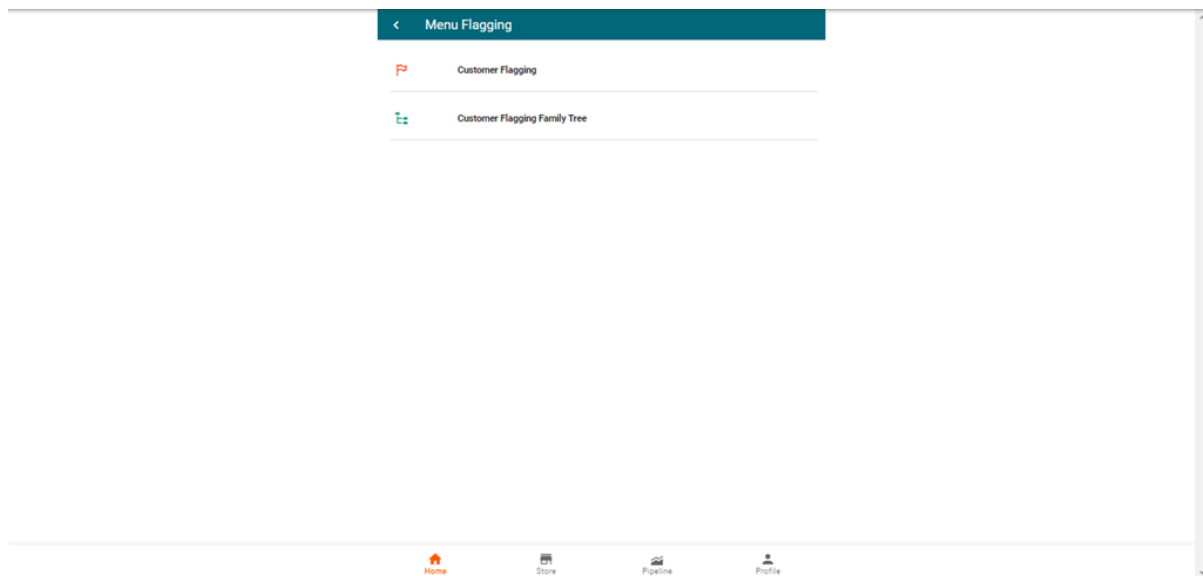 Menu Flagging
Customer Flagging
Customer Flagging Family Tree
Home Store Pipeline Profile